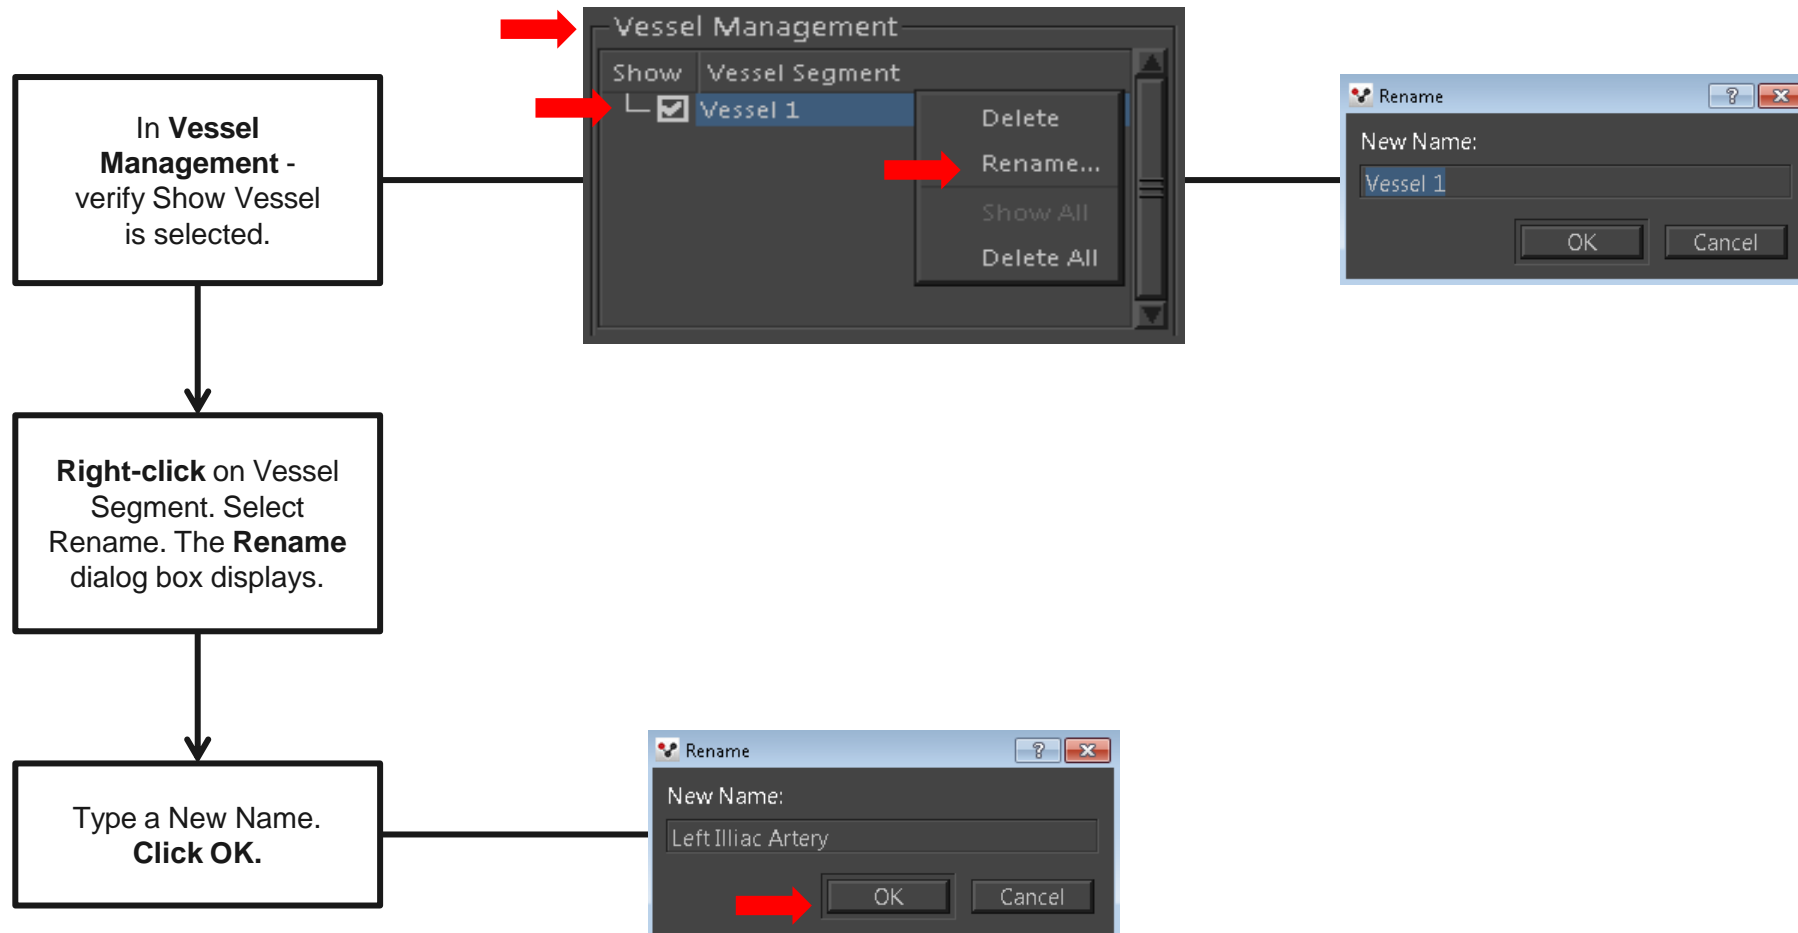 In Vessel
Management -
verify Show Vessel
is selected.
Vessel Management
Show Vessel Segment
Vessel 1
Delete
Rename...
Show All
Delete All
Rename
New Name:
Vessel 1
OK Cancel
Right-click on Vessel
Segment. Select
Rename. The Rename
dialog box displays.
Type a New Name.
Click OK.
Rename
New Name:
Left Illiac Artery
OK Cancel